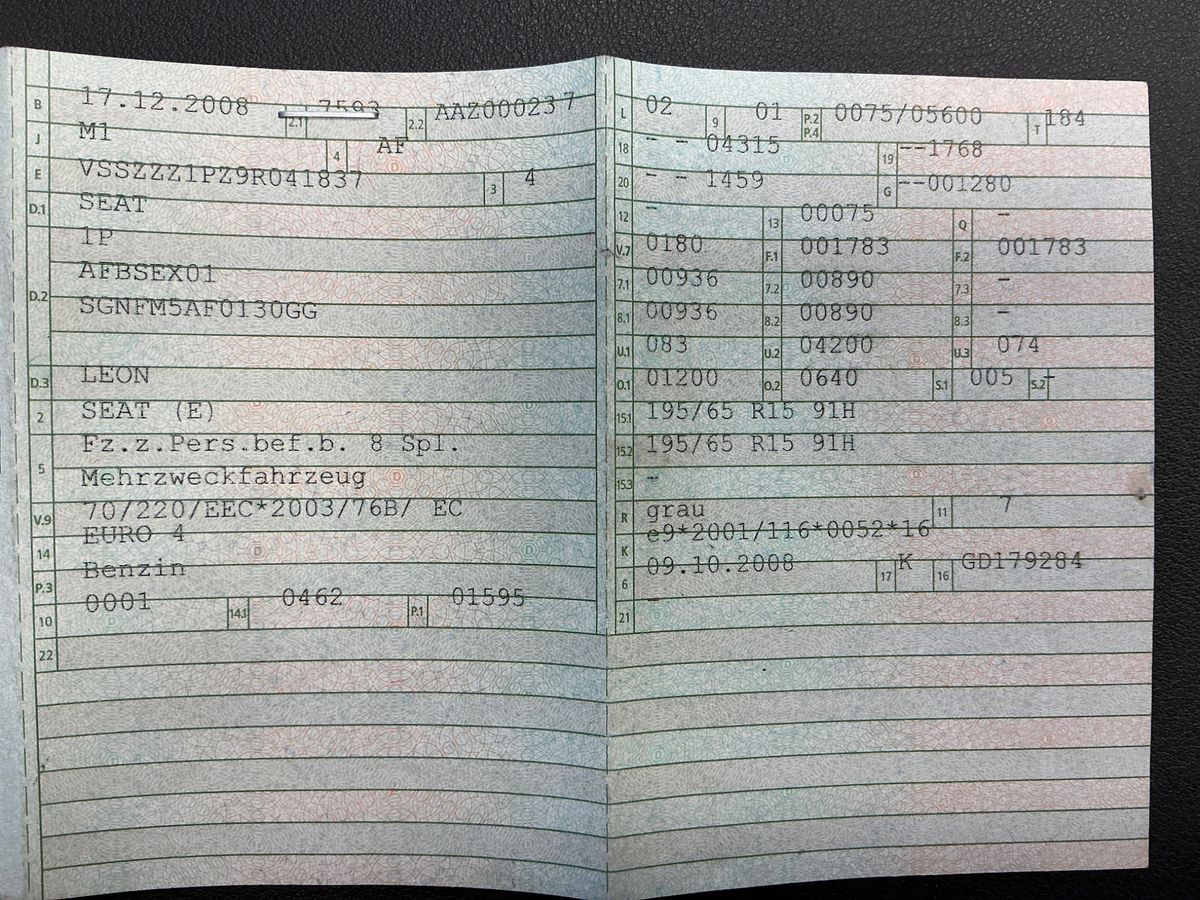 B 17.12.2008 2.1 7593 2.2 AAZ000237
J M1 4 AF
E VSSZZZ1PZ9R041837 3 4
D.1 SEAT
D.2 1P
AFBSEX01
SGNFM5AF0130GG
D.3 LEON
2 SEAT (E)
5 Fz.z.Pers.bef.b. 8 Spl.
Mehrzweckfahrzeug
V.9 70/220/EEC*2003/76B/ EC
14 EURO 4
P.3 Benzin
10 0001 14.1 0462 P.1 01595
22
L 02 9 01 P.2 P.4 0075/05600 T 184
18 - - 04315 19 --1768
20 - - 1459 G --001280
12 - 13 00075 Q -
V.7 0180 F.1 001783 F.2 001783
7.1 00936 7.2 00890 7.3 -
8.1 00936 8.2 00890 8.3 -
U.1 083 U.2 04200 U.3 074
O.1 01200 O.2 0640 S.1 005 S.2 -
15.1 195/65 R15 91H
15.2 195/65 R15 91H
15.3 -
R grau 11 7
K e9*2001/116*0052*16
6 09.10.2008 17 K 16 GD179284
21 -